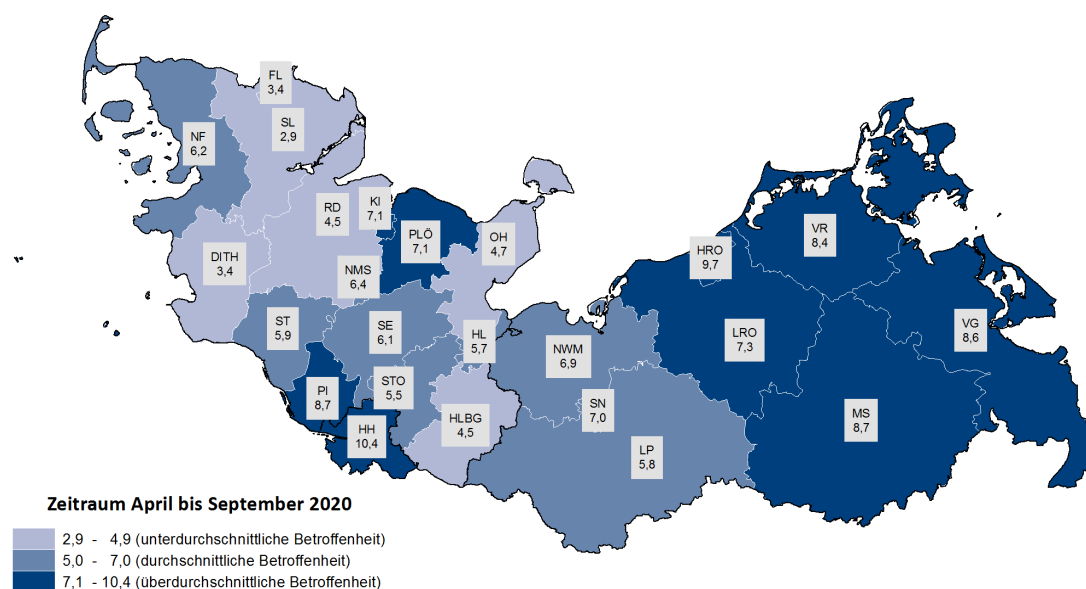 FL
3,4
SL
2,9
NF
6,2
RD
4,5
KI
7,1
PLÖ
7,1
OH
4,7
DITH
3,4
NMS
6,4
HRO
9,7
VR
8,4
ST
5,9
SE
6,1
HL
5,7
NWM
6,9
LRO
7,3
VG
8,6
PI
8,7
STO
5,5
HLBG
4,5
SN
7,0
MS
8,7
HH
10,4
LP
5,8
Zeitraum April bis September 2020
2,9 - 4,9 (unterdurchschnittliche Betroffenheit)
5,0 - 7,0 (durchschnittliche Betroffenheit)
7,1 - 10,4 (überdurchschnittliche Betroffenheit)